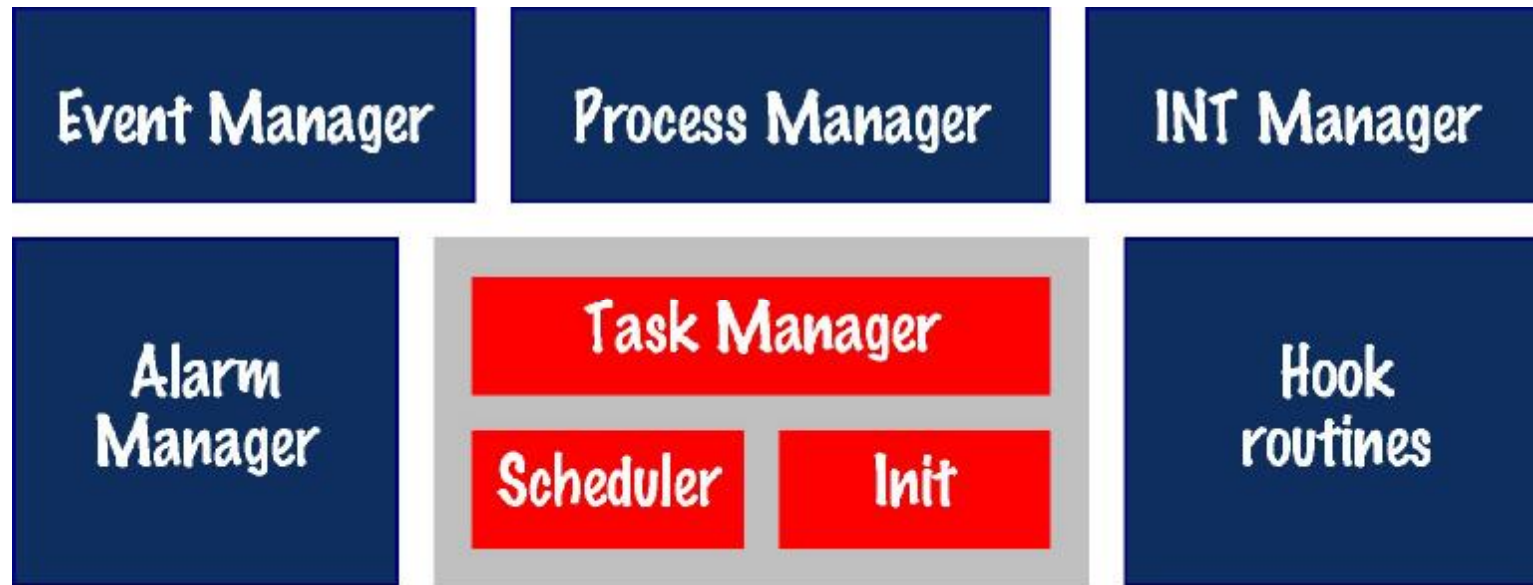 Event Manager
Process Manager
INT Manager
Alarm
Manager
Task Manager
Scheduler
Init
Hook
routines